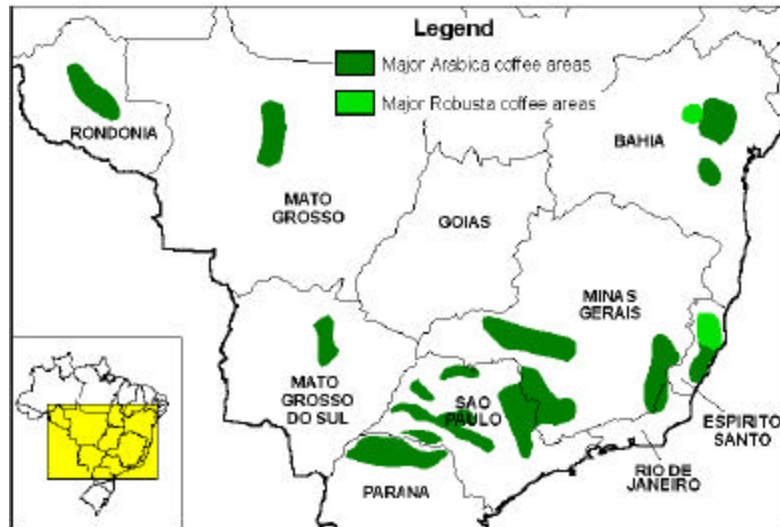 Legend
Major Arabica coffee areas
Major Robusta coffee areas
RONDONIA
BAHIA
MATO
GROSSO
GOIAS
MINAS
GERAIS
MATO
GROSSO
DO SUL
SAO
PAULO
ESPIRITO
SANTO
RIO DE
JANEIRO
PARANA